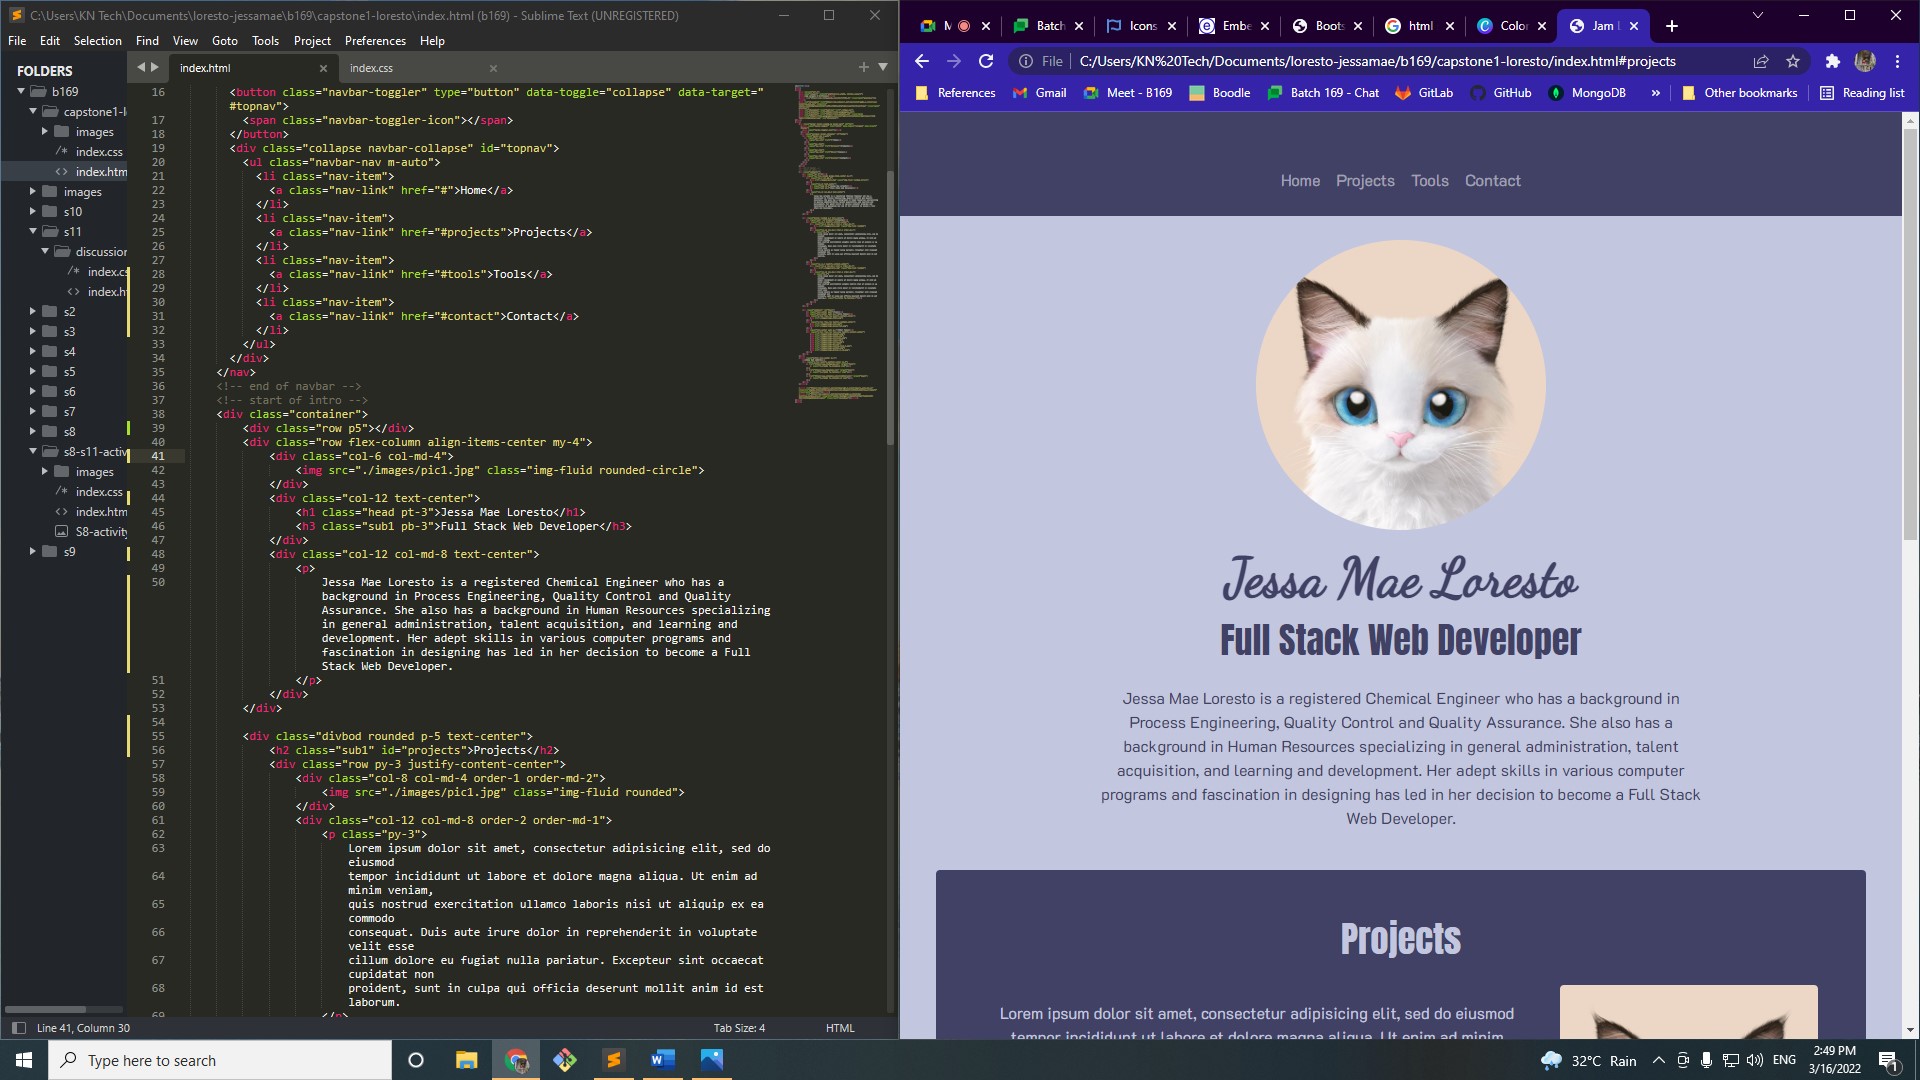 C:\Users\KN Tech\Documents\loresto-jessamae\b169\capstone1-loresto\index.html (b169) - Sublime Text (UNREGISTERED)
File Edit Selection Find View Goto Tools Project Preferences Help
FOLDERS
b169
capstone1-l
images
index.css
index.htm
images
s10
s11
discussion
index.cs
index.h
s2
s3
s4
s5
s6
s7
s8
s8-s11-activ
images
index.css
index.htm
S8-activity
s9
index.html index.css
16 <button class="navbar-toggler" type="button" data-toggle="collapse" data-target="
#topnav">
17 <span class="navbar-toggler-icon"></span>
18 </button>
19 <div class="collapse navbar-collapse" id="topnav">
20 <ul class="navbar-nav m-auto">
21 <li class="nav-item">
22 <a class="nav-link" href="#">Home</a>
23 </li>
24 <li class="nav-item">
25 <a class="nav-link" href="#projects">Projects</a>
26 </li>
27 <li class="nav-item">
28 <a class="nav-link" href="#tools">Tools</a>
29 </li>
30 <li class="nav-item">
31 <a class="nav-link" href="#contact">Contact</a>
32 </li>
33 </ul>
34 </div>
35 </nav>
36 <!-- end of navbar -->
37 <!-- start of intro -->
38 <div class="container">
39 <div class="row p5"></div>
40 <div class="row flex-column align-items-center my-4">
41 <div class="col-6 col-md-4">
42 <img src="./images/pic1.jpg" class="img-fluid rounded-circle">
43 </div>
44 <div class="col-12 text-center">
45 <h1 class="head pt-3">Jessa Mae Loresto</h1>
46 <h3 class="sub1 pb-3">Full Stack Web Developer</h3>
47 </div>
48 <div class="col-12 col-md-8 text-center">
49 <p>
50 Jessa Mae Loresto is a registered Chemical Engineer who has a
background in Process Engineering, Quality Control and Quality
Assurance. She also has a background in Human Resources specializing
in general administration, talent acquisition, and learning and
development. Her adept skills in various computer programs and
fascination in designing has led in her decision to become a Full
Stack Web Developer.
51 </p>
52 </div>
53 </div>
54
55 <div class="divbod rounded p-5 text-center">
56 <h2 class="sub1" id="projects">Projects</h2>
57 <div class="row py-3 justify-content-center">
58 <div class="col-8 col-md-4 order-1 order-md-2">
59 <img src="./images/pic1.jpg" class="img-fluid rounded">
60 </div>
61 <div class="col-12 col-md-8 order-2 order-md-1">
62 <p class="py-3">
63 Lorem ipsum dolor sit amet, consectetur adipisicing elit, sed do
eiusmod
64 tempor incididunt ut labore et dolore magna aliqua. Ut enim ad
minim veniam,
65 quis nostrud exercitation ullamco laboris nisi ut aliquip ex ea
commodo
66 consequat. Duis aute irure dolor in reprehenderit in voluptate
velit esse
67 cillum dolore eu fugiat nulla pariatur. Excepteur sint occaecat
cupidatat non
68 proident, sunt in culpa qui officia deserunt mollit anim id est
laborum.
69 </p>
Line 41, Column 30 Tab Size: 4 HTML
M Batch Icons Embe Boots html Color Jam L
File C:/Users/KN%20Tech/Documents/loresto-jessamae/b169/capstone1-loresto/index.html#projects
References Gmail Meet - B169 Boodle Batch 169 - Chat GitLab GitHub MongoDB » Other bookmarks Reading list
Home Projects Tools Contact
Jessa Mae Loresto
Full Stack Web Developer
Jessa Mae Loresto is a registered Chemical Engineer who has a background in
Process Engineering, Quality Control and Quality Assurance. She also has a
background in Human Resources specializing in general administration, talent
acquisition, and learning and development. Her adept skills in various computer
programs and fascination in designing has led in her decision to become a Full Stack
Web Developer.
Projects
Lorem ipsum dolor sit amet, consectetur adipisicing elit, sed do eiusmod
tempor incididunt ut labore et dolore magna aliqua. Ut enim ad minim
Type here to search
32°C Rain ENG 2:49 PM
3/16/2022
1